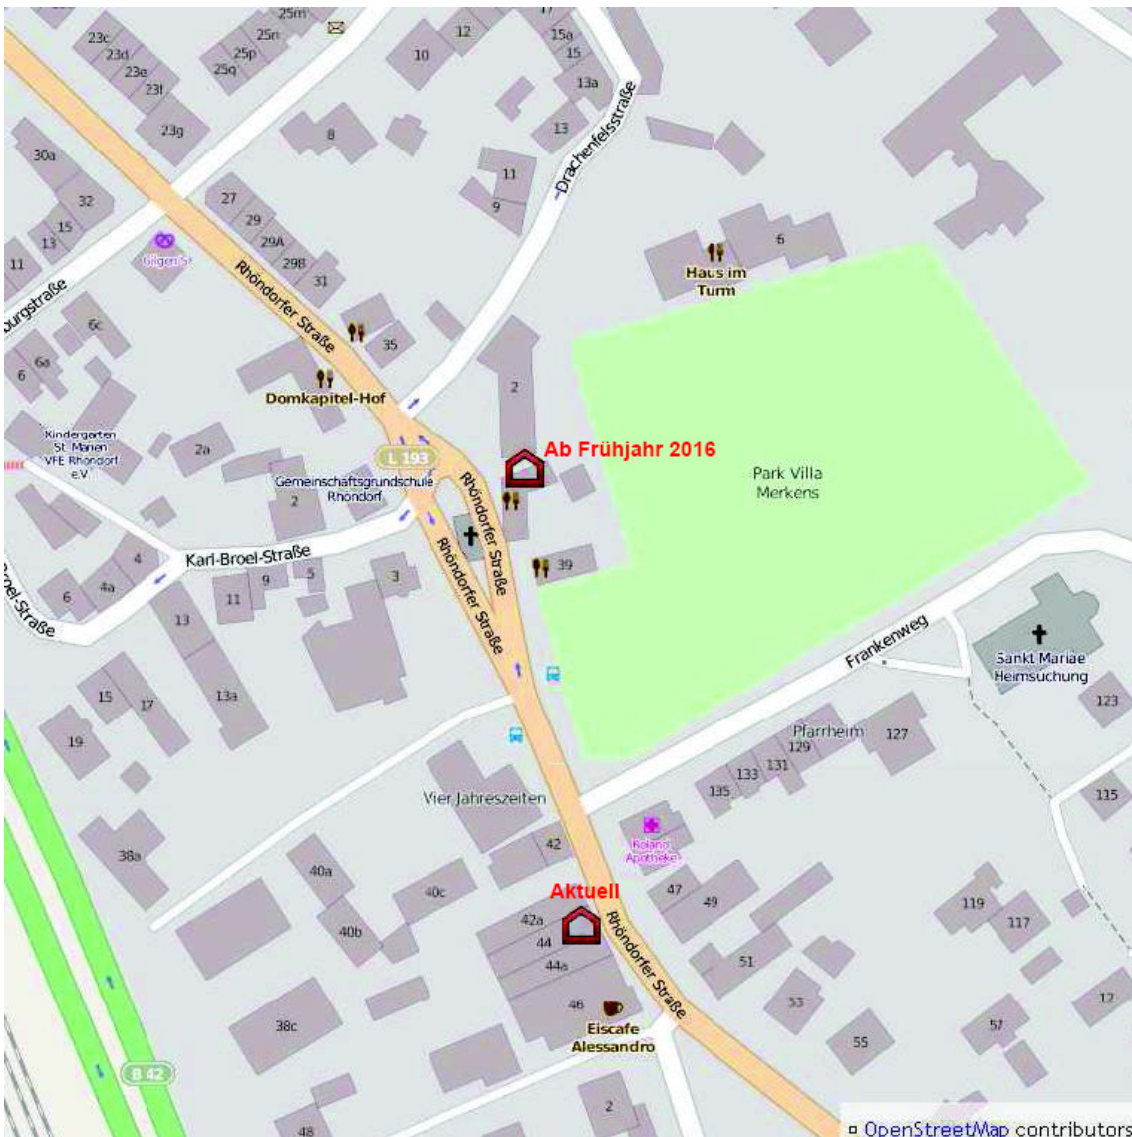 25m
25n
25p
25q
23c
23d
23e
23f
23g
30a
32
15
13
11
Gilgen's
27
29
29A
29B
31
8
10
12
15a
15
13a
13
11
9
Drachenfelsstraße
6
Haus im
Turm
burgstraße
6c
6a
6
Rhöndorfer Straße
35
Domkapitel-Hof
2
Kindergarten
St. Marien
VFE Rhöndorf
e.V.
2a
L 193
Ab Frühjahr 2016
Gemeinschaftsgrundschule
Rhöndorf
2
Park Villa
Merkens
Rhöndorfer Straße
Rhöndorfer Straße
Karl-Broel-Straße
Broel-Straße
4
4a
6
11
9
5
3
39
13
13a
15
17
19
Frankenweg
Sankt Mariae
Heimsuchung
123
Pfarrheim
127
129
131
133
135
115
Vier Jahreszeiten
42
Roland
Apotheke
38a
40a
40b
40c
Aktuell
42a
44
44a
46
47
49
Rhöndorfer Straße
51
53
55
57
119
117
12
38c
Eiscafe
Alessandro
B 42
2
48
OpenStreetMap contributors